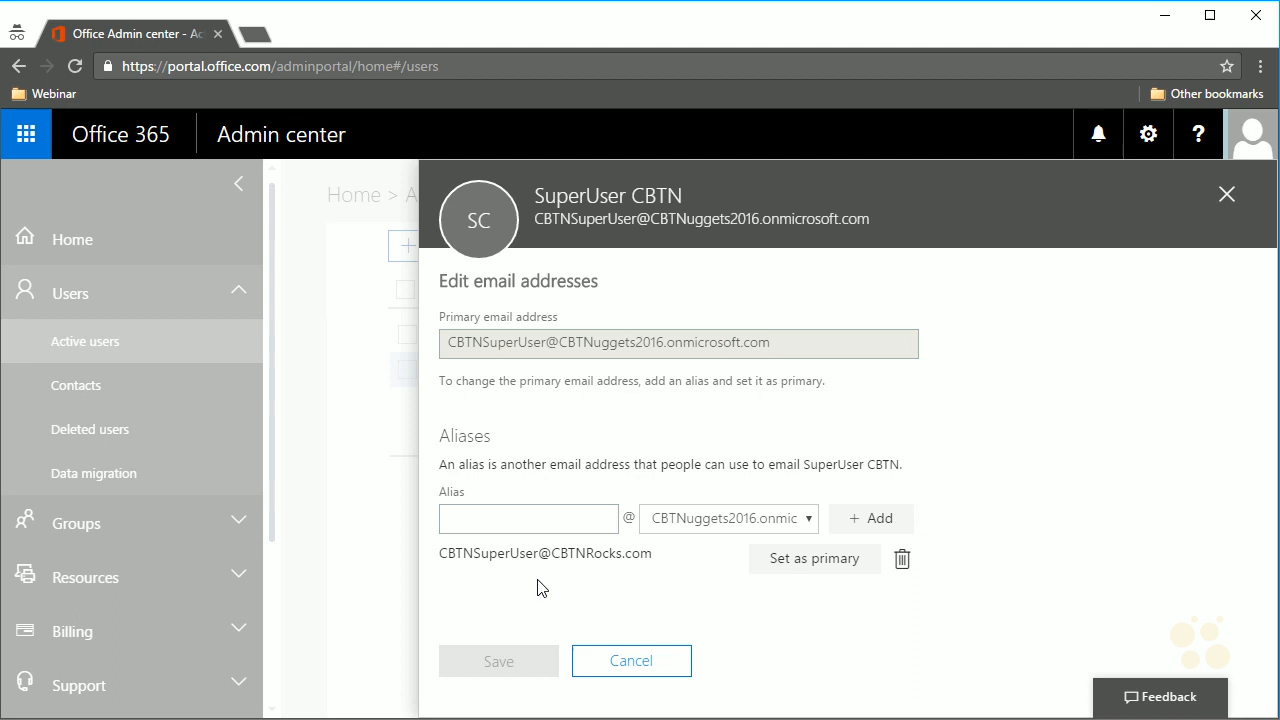 Office Admin center - Ac
https://portal.office.com/adminportal/home#/users
Webinar
Other bookmarks
Office 365
Admin center
?
Home > A
SC
SuperUser CBTN
CBTNSuperUser@CBTNuggets2016.onmicrosoft.com
Home
Users
Active users
Contacts
Deleted users
Data migration
Groups
Resources
Billing
Support
Edit email addresses
Primary email address
CBTNSuperUser@CBTNuggets2016.onmicrosoft.com
To change the primary email address, add an alias and set it as primary.
Aliases
An alias is another email address that people can use to email SuperUser CBTN.
Alias
@ CBTNuggets2016.onmic + Add
CBTNSuperUser@CBTNRocks.com Set as primary
Save Cancel
Feedback